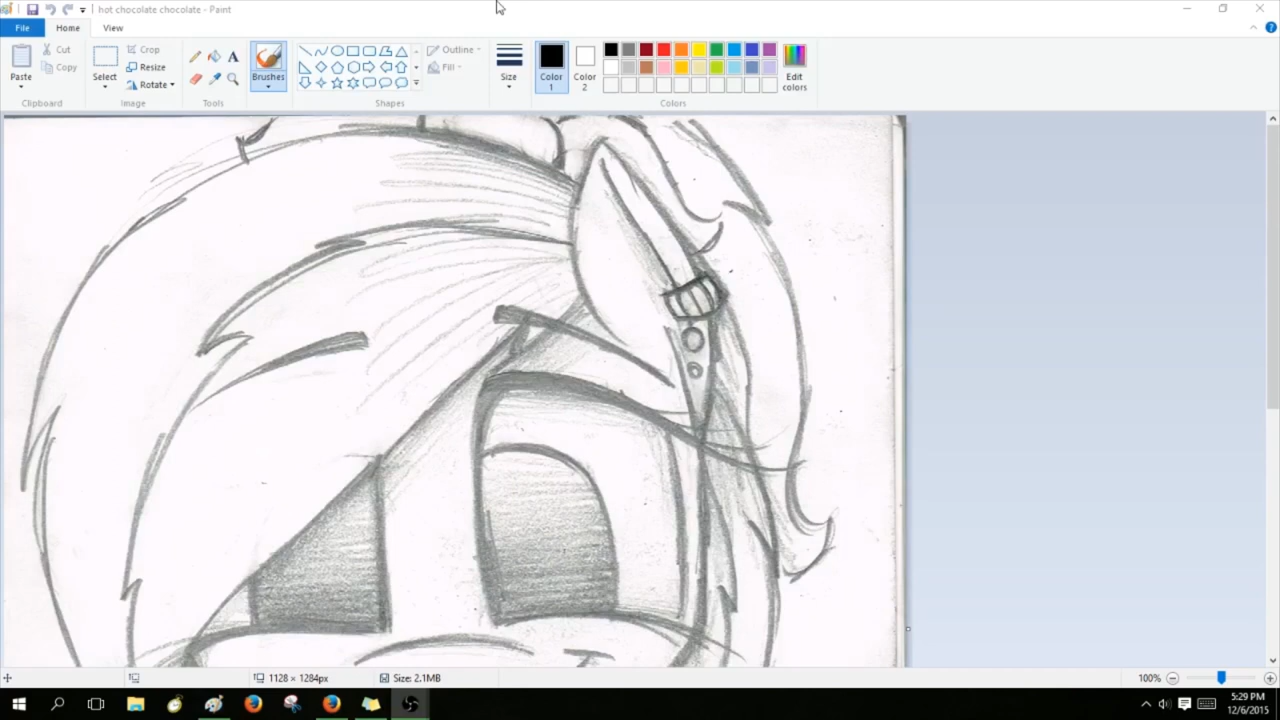 hot chocolate chocolate - Paint
File
Home
View
Paste
Cut
Copy
Clipboard
Select
Crop
Resize
Rotate
Image
A
Tools
Brushes
Outline
Fill
Shapes
Size
Color
1
Color
2
Edit
colors
Colors
1128 × 1284px
Size: 2.1MB
100%
5:29 PM
12/6/2015